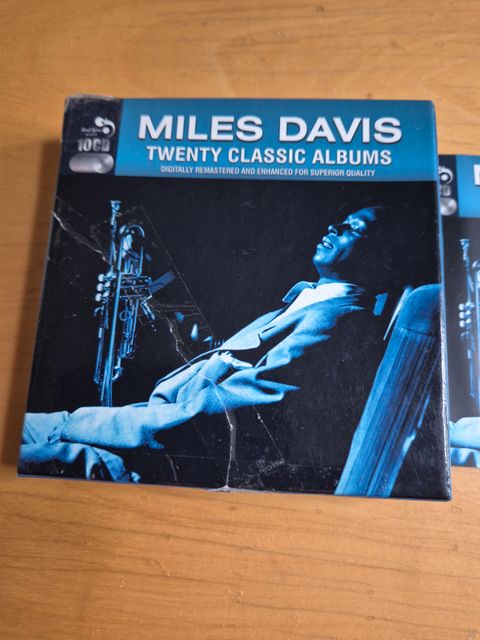 10CD
MILES DAVIS
TWENTY CLASSIC ALBUMS
DIGITALLY REMASTERED AND ENHANCED FOR SUPERIOR QUALITY